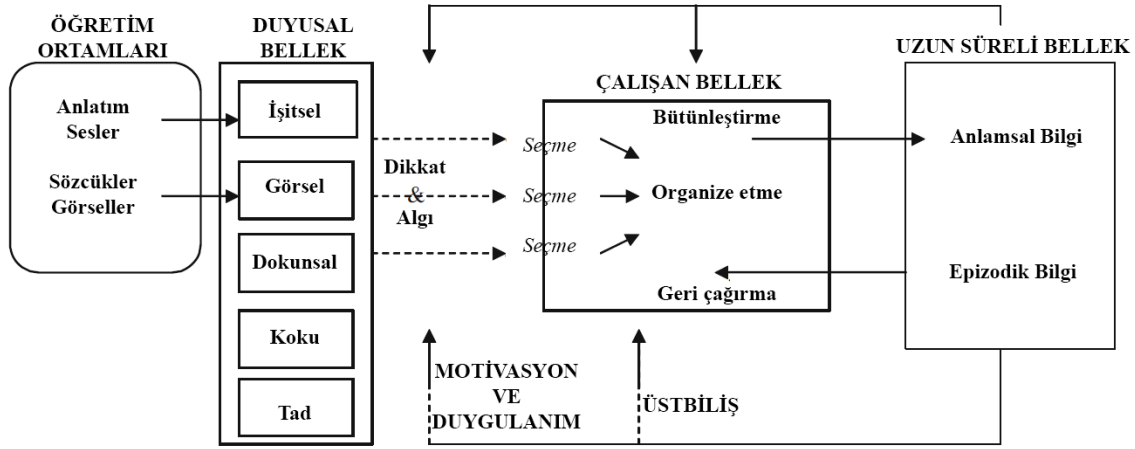 ÖĞRETİM
ORTAMLARI
Anlatım
Sesler
Sözcükler
Görseller
DUYUSAL
BELLEK
İşitsel
Görsel
Dokunsal
Koku
Tad
Dikkat
&
Algı
Seçme
Seçme
Seçme
ÇALIŞAN BELLEK
Bütünleştirme
Organize etme
Geri çağırma
UZUN SÜRELİ BELLEK
Anlamsal Bilgi
Epizodik Bilgi
MOTİVASYON
VE
DUYGULANIM
ÜSTBİLİŞ